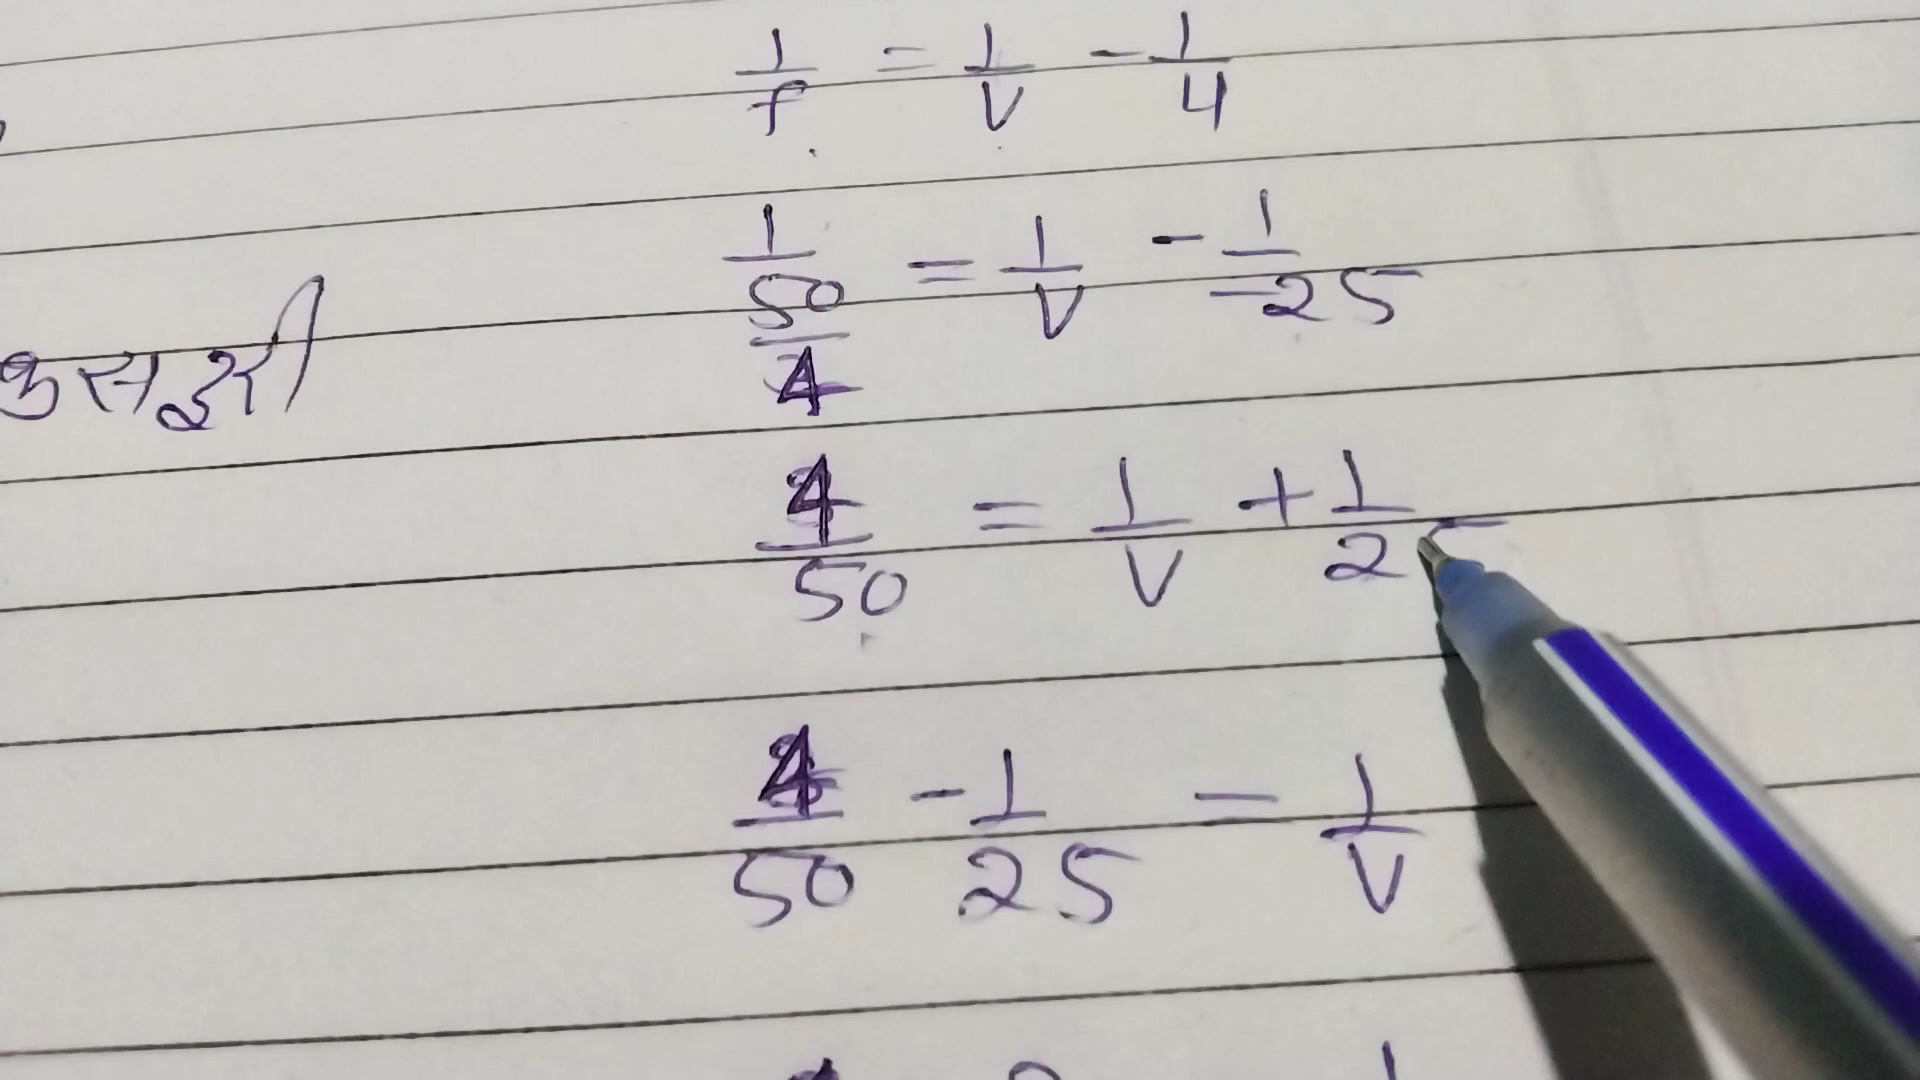 1/f = 1/v - 1/4
1/(50/4) = 1/v - 1/-25
4/50 = 1/v + 1/25
4/50 - 1/25 = 1/v